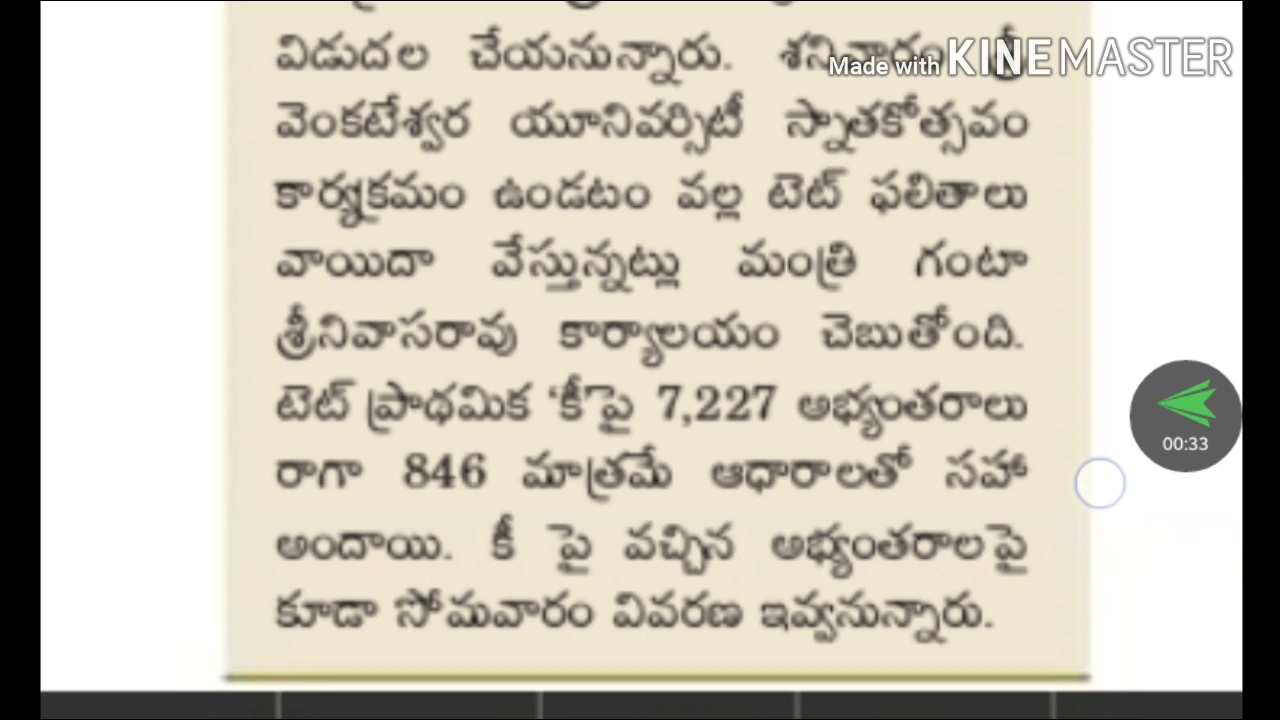 విడుదల చేయనున్నారు. శనివారం శ్రీ
Made with KINEMASTER
వెంకటేశ్వర యూనివర్సిటీ స్నాతకోత్సవం
కార్యక్రమం ఉండటం వల్ల టెట్ ఫలితాలు
వాయిదా వేస్తున్నట్లు మంత్రి గంటా
శ్రీనివాసరావు కార్యాలయం చెబుతోంది.
టెట్ ప్రాథమిక ‘కీ’పై 7,227 అభ్యంతరాలు
రాగా 846 మాత్రమే ఆధారాలతో సహా
00:33
అందాయి. కీ పై వచ్చిన అభ్యంతరాలపై
కూడా సోమవారం వివరణ ఇవ్వనున్నారు.